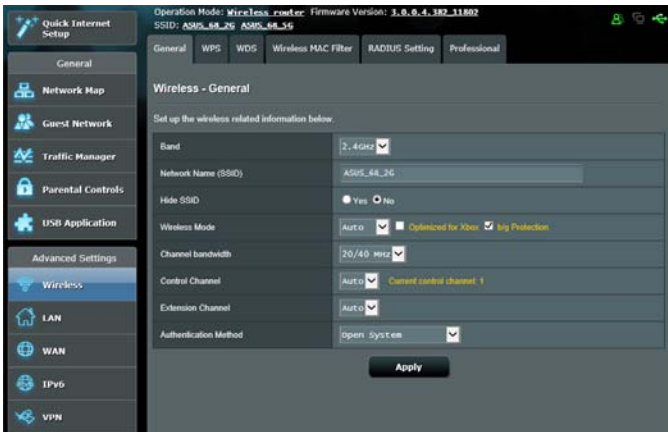 Quick Internet
Setup
Operation Mode: Wireless router Firmware Version: 3.0.0.4.382_11802
SSID: ASUS_68_2G ASUS_68_5G
General
Network Map
Guest Network
Traffic Manager
Parental Controls
USB Application
Advanced Settings
Wireless
LAN
WAN
IPv6
VPN
General WPS WDS Wireless MAC Filter RADIUS Setting Professional
Wireless - General
Set up the wireless related information below.
Band 2.4GHz
Network Name (SSID) ASUS_68_2G
Hide SSID Yes No
Wireless Mode Auto Optimized for Xbox b/g Protection
Channel bandwidth 20/40 MHz
Control Channel Auto Current control channel: 1
Extension Channel Auto
Authentication Method Open System
Apply